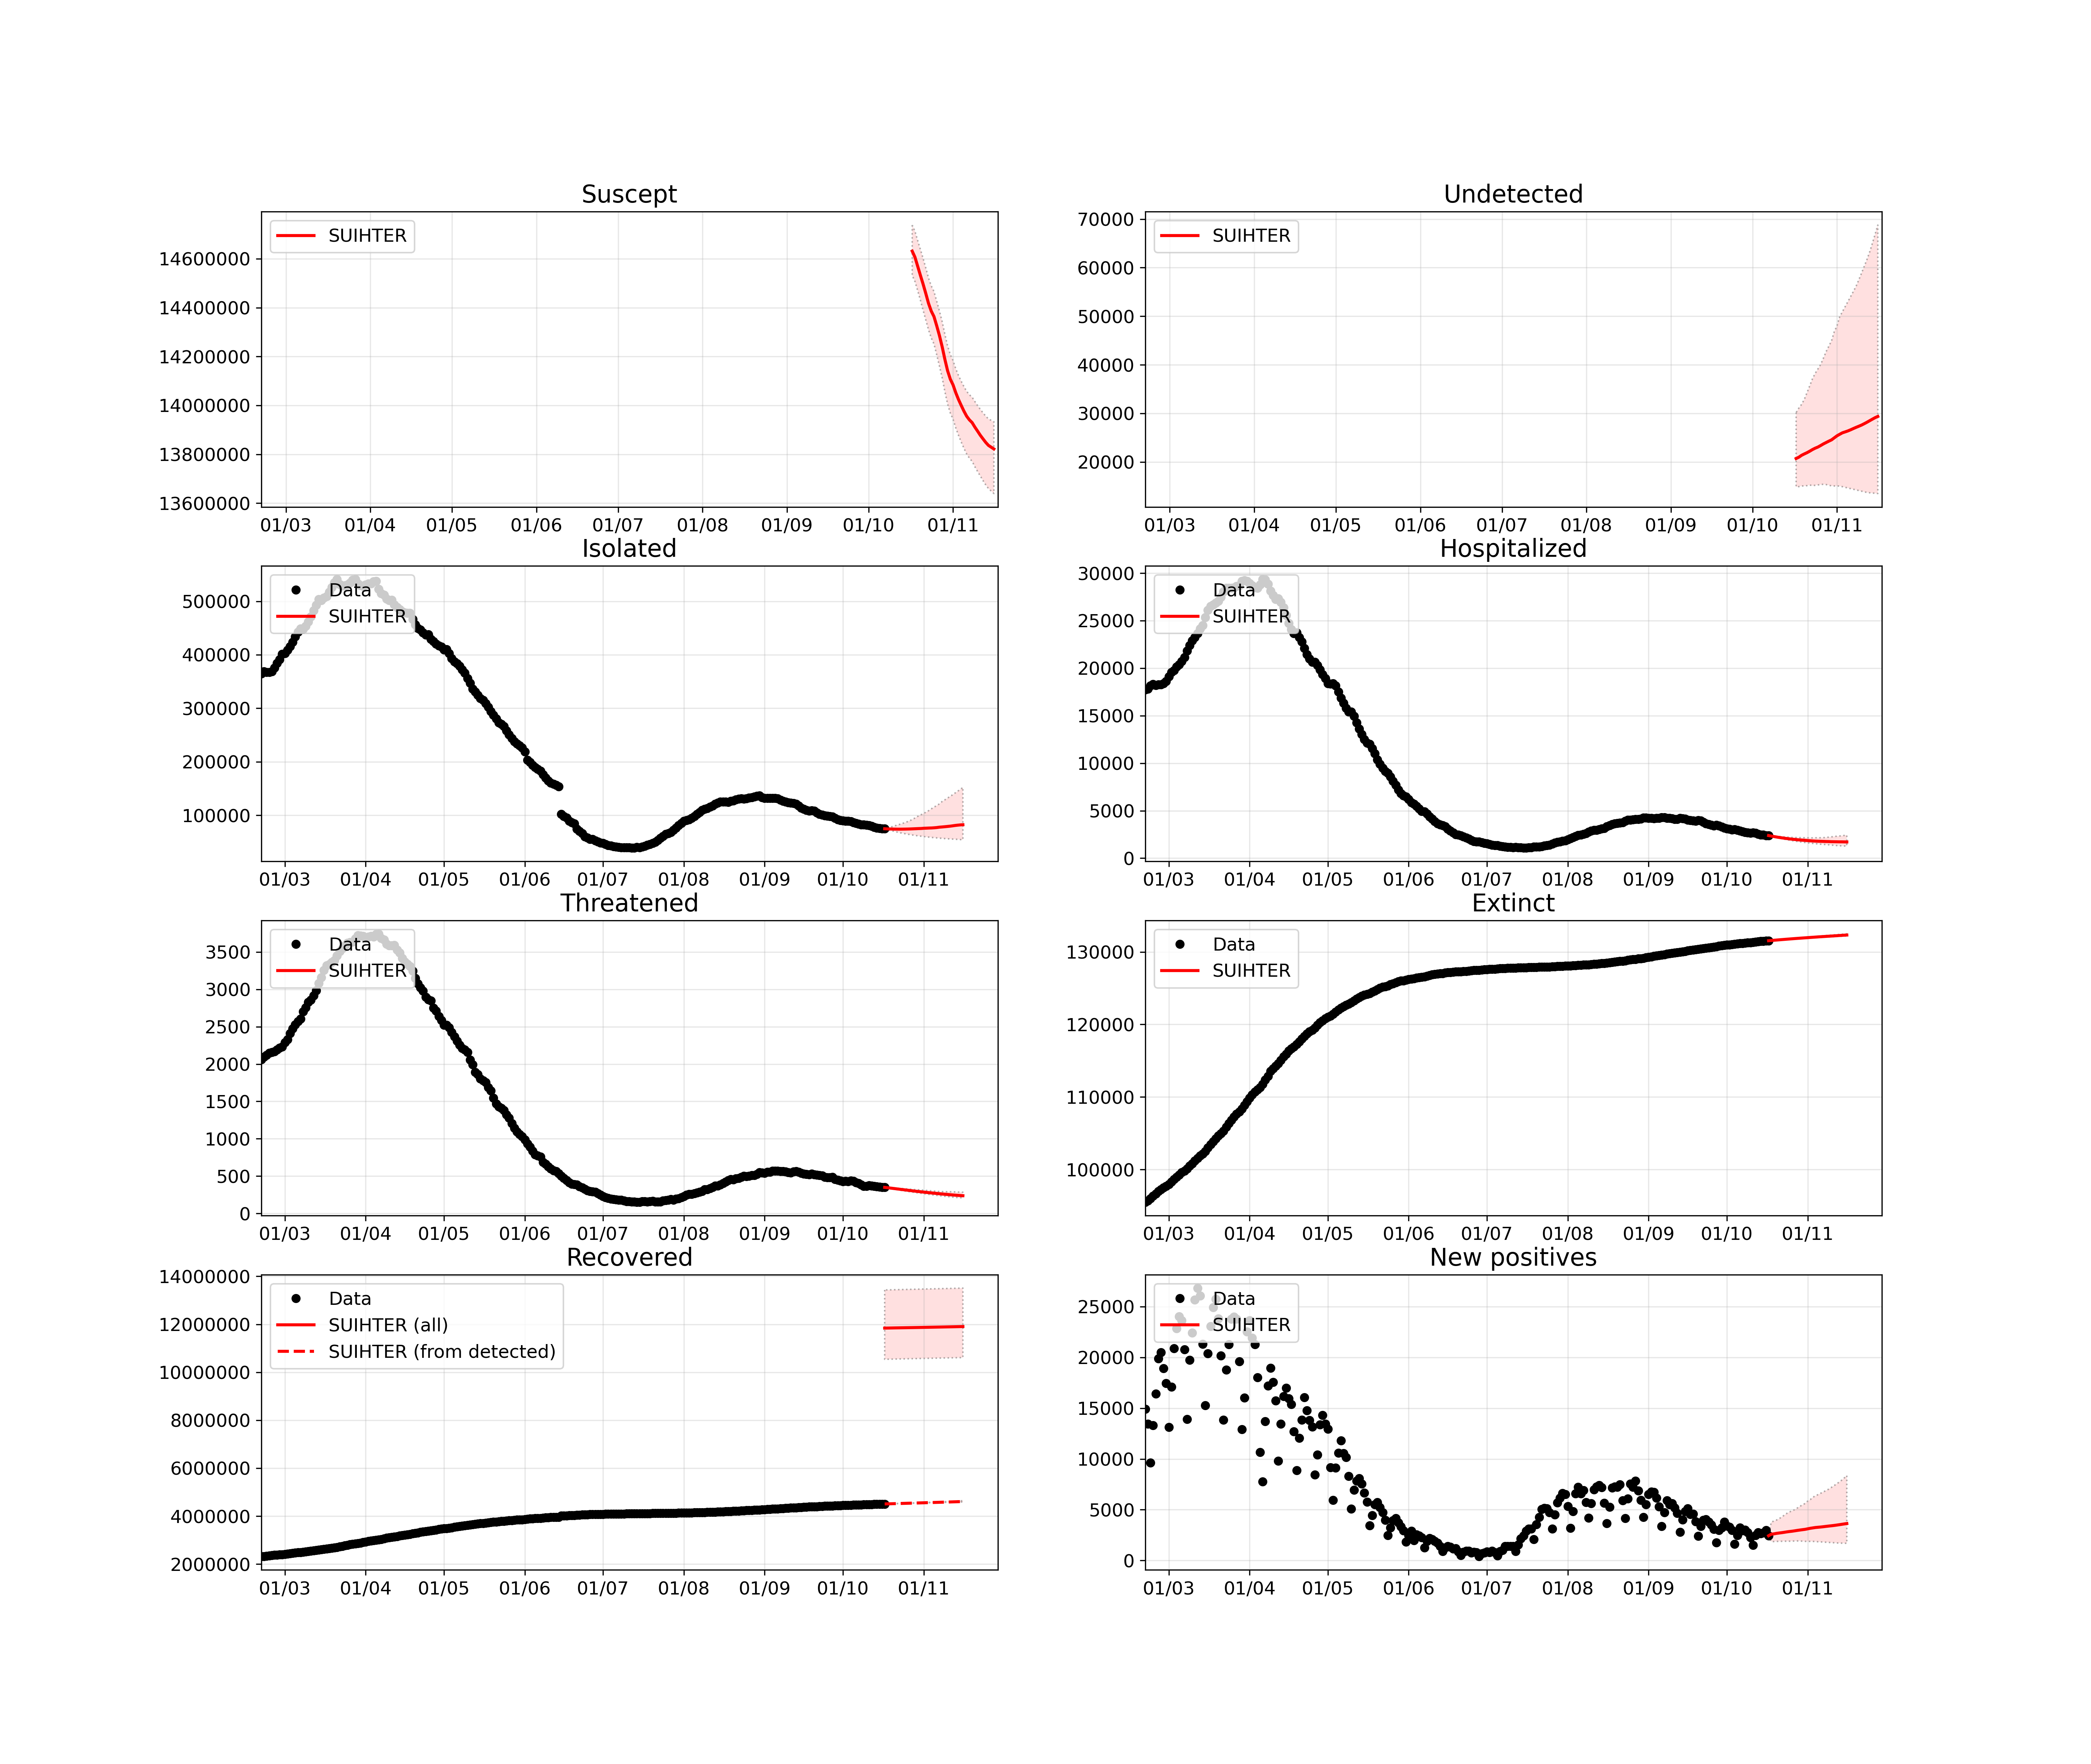 Suscept
SUIHTER
14600000
14400000
14200000
14000000
13800000
13600000
01/03 01/04 01/05 01/06 01/07 01/08 01/09 01/10 01/11
Undetected
SUIHTER
70000
60000
50000
40000
30000
20000
01/03 01/04 01/05 01/06 01/07 01/08 01/09 01/10 01/11
Isolated
Data
SUIHTER
500000
400000
300000
200000
100000
01/03 01/04 01/05 01/06 01/07 01/08 01/09 01/10 01/11
Hospitalized
Data
SUIHTER
30000
25000
20000
15000
10000
5000
0
01/03 01/04 01/05 01/06 01/07 01/08 01/09 01/10 01/11
Threatened
Data
SUIHTER
3500
3000
2500
2000
1500
1000
500
0
01/03 01/04 01/05 01/06 01/07 01/08 01/09 01/10 01/11
Extinct
Data
SUIHTER
130000
120000
110000
100000
01/03 01/04 01/05 01/06 01/07 01/08 01/09 01/10 01/11
Recovered
Data
SUIHTER (all)
SUIHTER (from detected)
14000000
12000000
10000000
8000000
6000000
4000000
2000000
01/03 01/04 01/05 01/06 01/07 01/08 01/09 01/10 01/11
New positives
Data
SUIHTER
25000
20000
15000
10000
5000
0
01/03 01/04 01/05 01/06 01/07 01/08 01/09 01/10 01/11